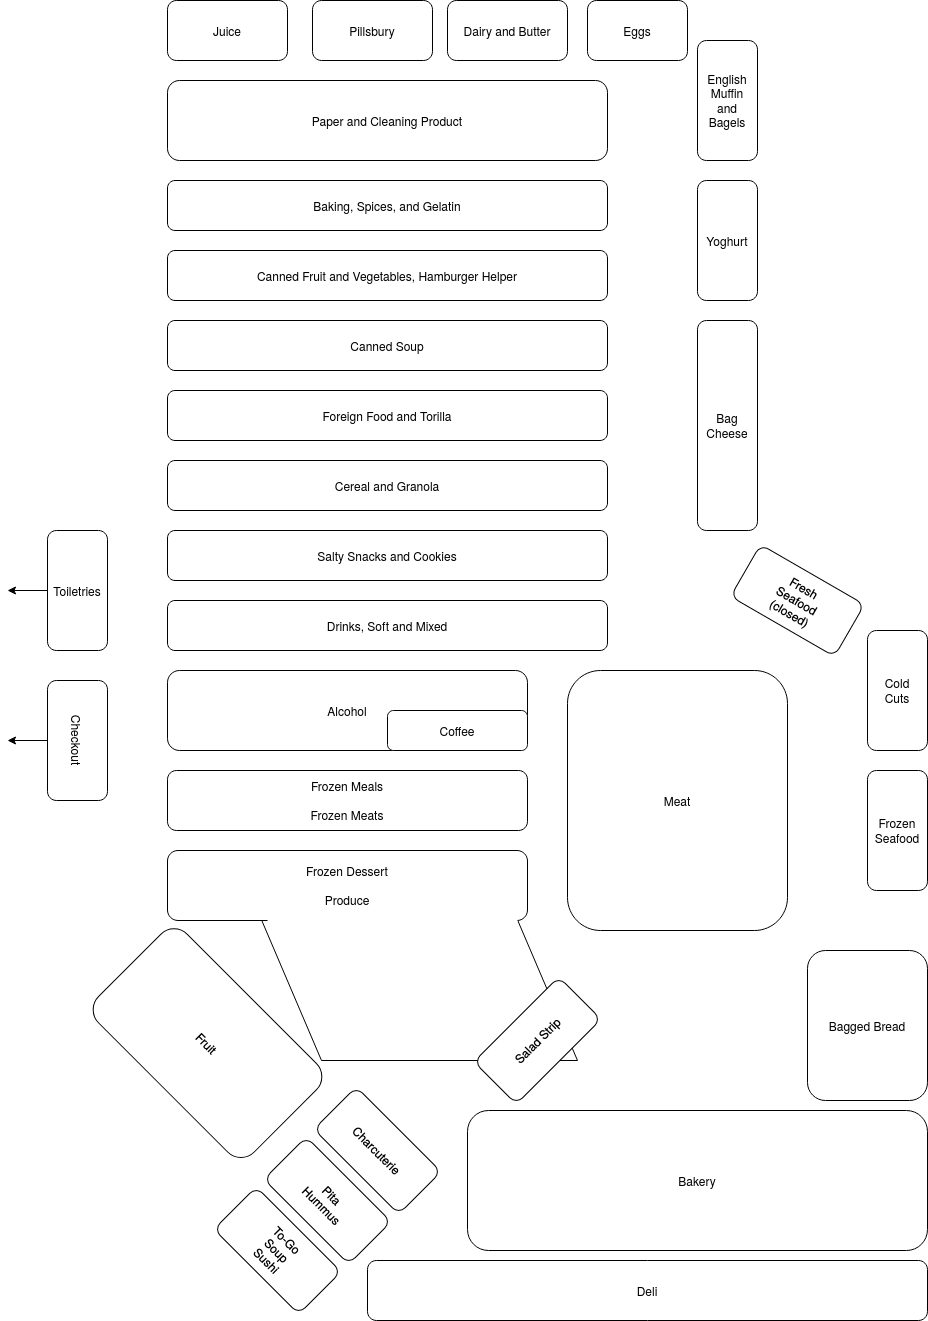 Juice
Pillsbury
Dairy and Butter
Eggs
English
Muffin
and
Bagels
Paper and Cleaning Product
Baking, Spices, and Gelatin
Yoghurt
Canned Fruit and Vegetables, Hamburger Helper
Canned Soup
Foreign Food and Torilla
Bag
Cheese
Cereal and Granola
Salty Snacks and Cookies
Toiletries
Fresh
Seafood
(closed)
Drinks, Soft and Mixed
Cold
Cuts
Alcohol
Coffee
Checkout
Frozen Meals
Frozen Meats
Meat
Frozen
Seafood
Frozen Dessert
Produce
Fruit
Salad Strip
Bagged Bread
Charcuterie
Pita
Hummus
Bakery
To-Go
Soup
Sushi
Deli